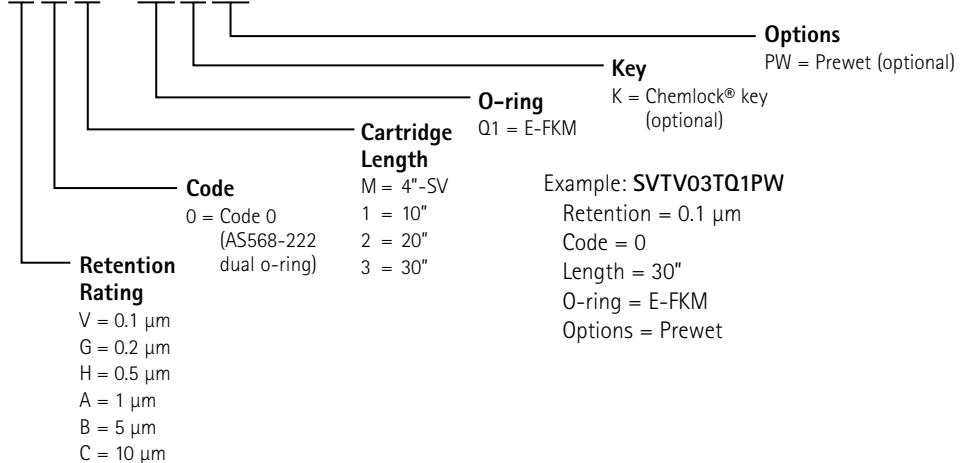 Options
PW = Prewet (optional)
Key
K = Chemlock® key
(optional)
O-ring
Q1 = E-FKM
Cartridge
Length
M = 4"-SV
1 = 10"
2 = 20"
3 = 30"
Code
0 = Code 0
(AS568-222
dual o-ring)
Retention
Rating
V = 0.1 µm
G = 0.2 µm
H = 0.5 µm
A = 1 µm
B = 5 µm
C = 10 µm
Example: SVTV03TQ1PW
Retention = 0.1 µm
Code = 0
Length = 30"
O-ring = E-FKM
Options = Prewet